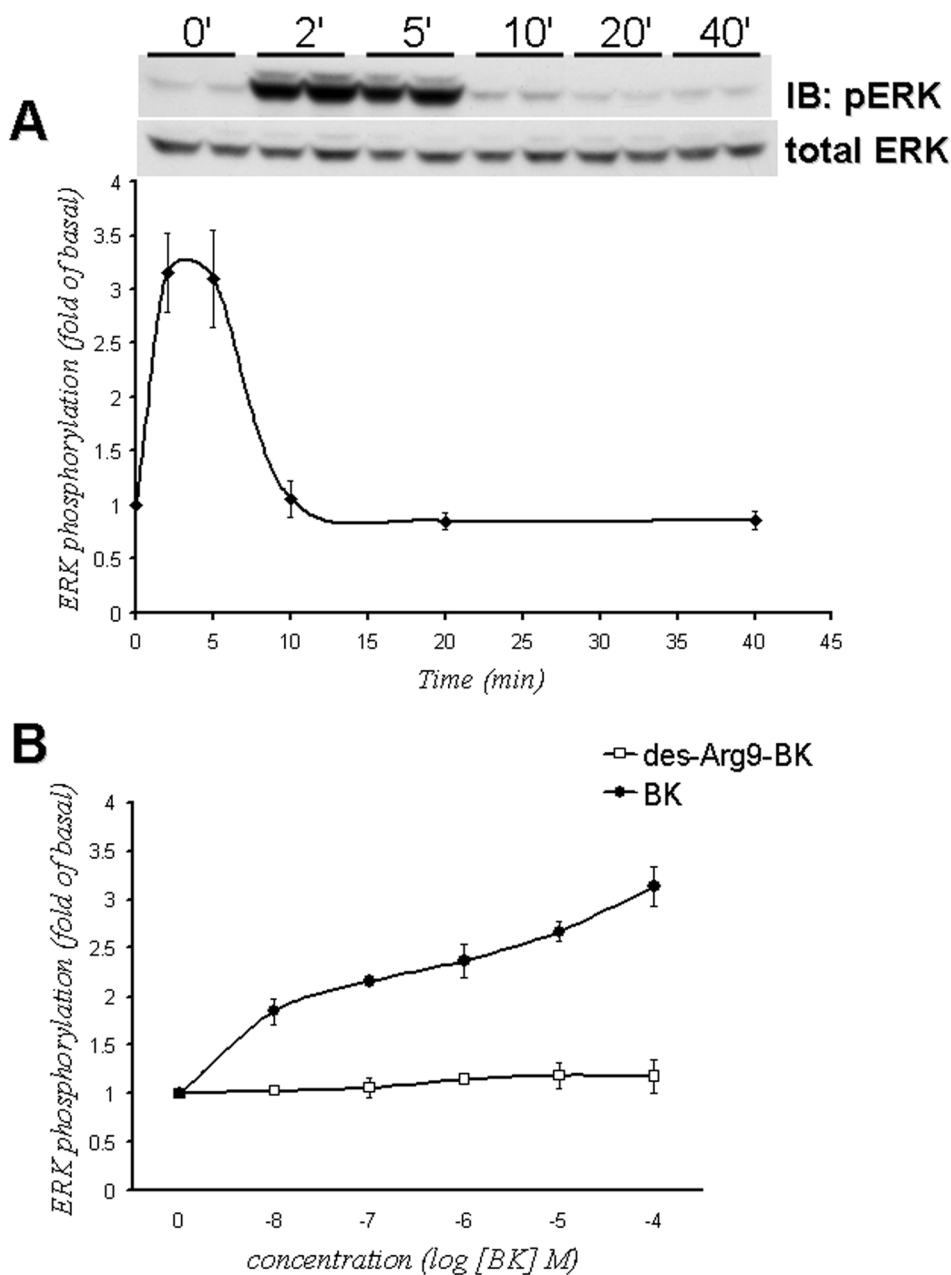 0' 2' 5' 10' 20' 40'
A
IB: pERK
total ERK
ERK phosphorylation (fold of basal)
4
3.5
3
2.5
2
1.5
1
0.5
0
0 5 10 15 20 25 30 35 40 45
Time (min)
B
des-Arg9-BK
BK
ERK phosphorylation (fold of basal)
4
3.5
3
2.5
2
1.5
1
0.5
0
0 -8 -7 -6 -5 -4
concentration (log [BK] M)